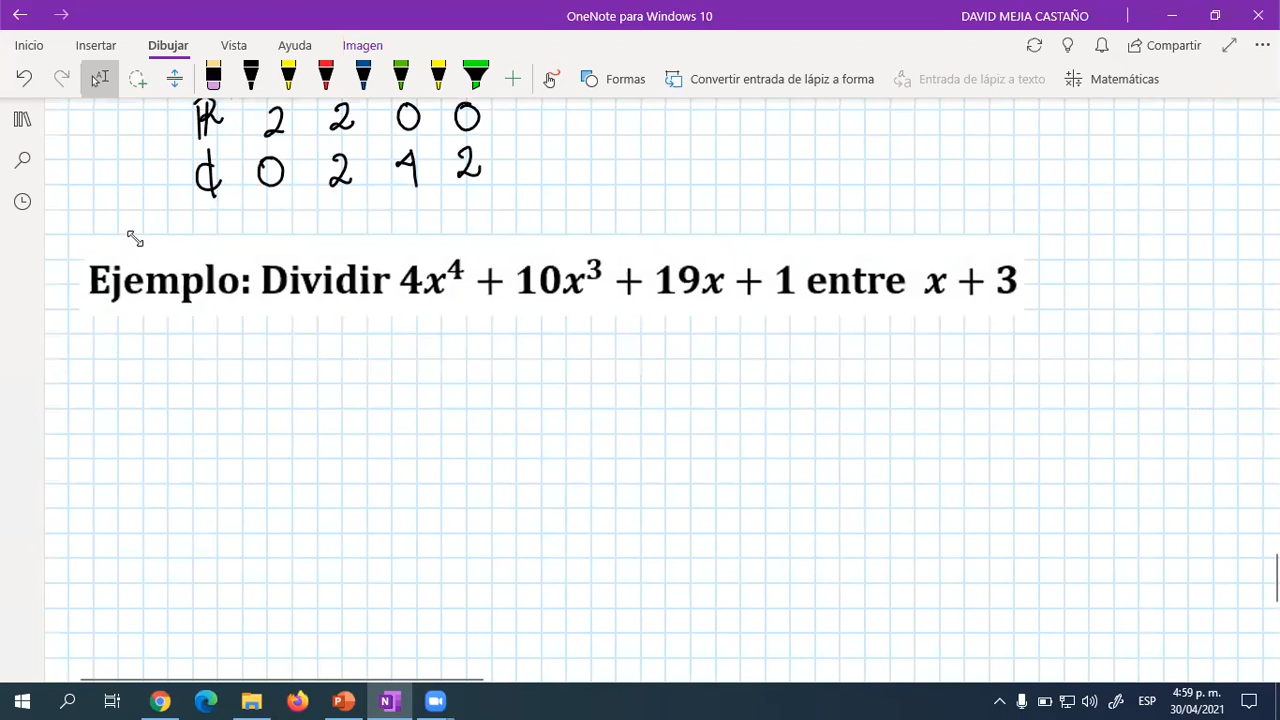 OneNote para Windows 10
DAVID MEJIA CASTAÑO
Inicio Insertar Dibujar Vista Ayuda Imagen Compartir
Formas Convertir entrada de lápiz a forma Entrada de lápiz a texto Matemáticas
ℝ 2 2 0 0
ℂ 0 2 4 2
Ejemplo: Dividir 4x⁴ + 10x³ + 19x + 1 entre x + 3
ESP
4:59 p. m.
30/04/2021